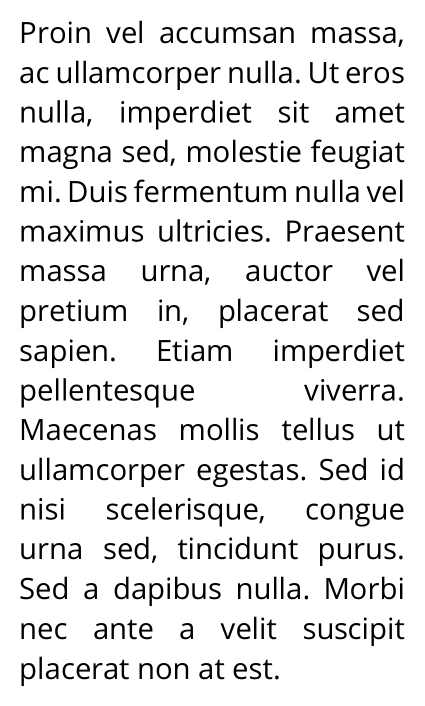 Proin vel accumsan massa,
ac ullamcorper nulla. Ut eros
nulla, imperdiet sit amet
magna sed, molestie feugiat
mi. Duis fermentum nulla vel
maximus ultricies. Praesent
massa urna, auctor vel
pretium in, placerat sed
sapien. Etiam imperdiet
pellentesque viverra.
Maecenas mollis tellus ut
ullamcorper egestas. Sed id
nisi scelerisque, congue
urna sed, tincidunt purus.
Sed a dapibus nulla. Morbi
nec ante a velit suscipit
placerat non at est.